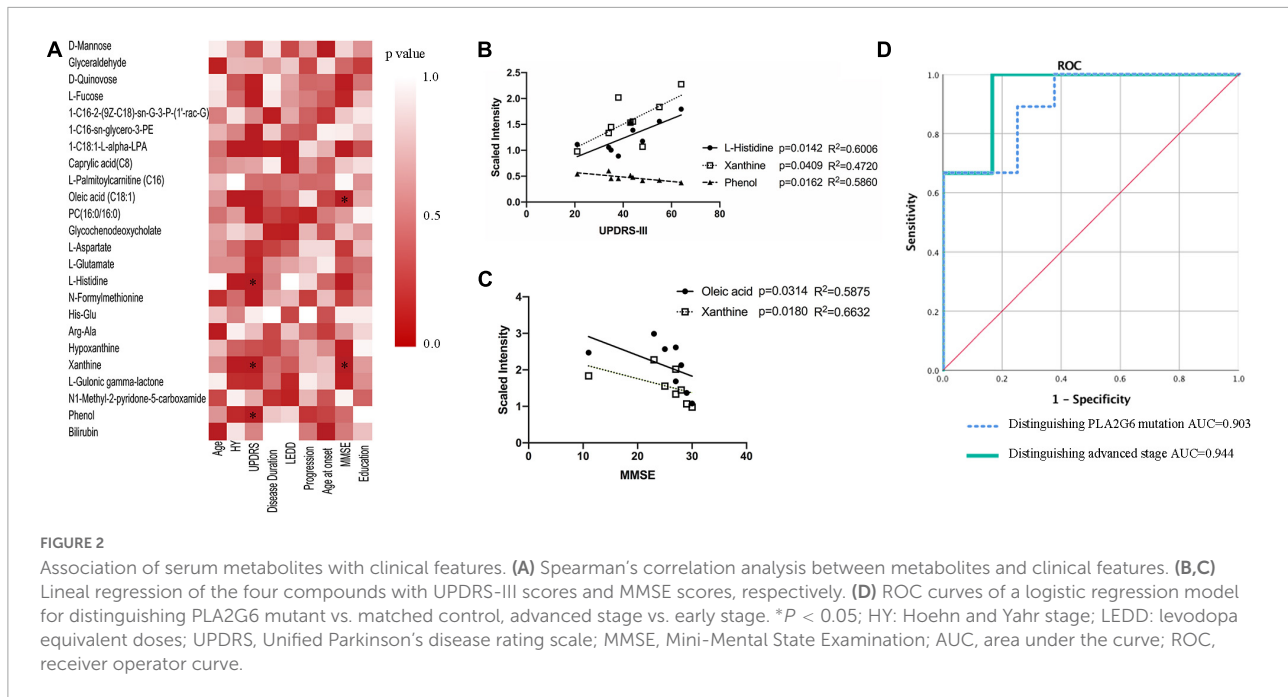 A
p value
D-Mannose
Glyceraldehyde
D-Quinovose
L-Fucose
1-C16-2-(9Z-C18)-sn-G-3-P-(1'-rac-G)
1-C16-sn-glycero-3-PE
1-C18:1-L-alpha-LPA
Caprylic acid(C8)
L-Palmitoylcarnitine (C16)
Oleic acid (C18:1)
PC(16:0/16:0)
Glycochenodeoxycholate
L-Aspartate
L-Glutamate
L-Histidine
N-Formylmethionine
His-Glu
Arg-Ala
Hypoxanthine
Xanthine
L-Gulonic gamma-lactone
N1-Methyl-2-pyridone-5-carboxamide
Phenol
Bilirubin
*
*
*
*
*
Age
HY
UPDRS
Disease Duration
LEDD
Progression
Age at onset
MMSE
Education
1.0
0.5
0.0
B
Scaled Intensity
2.5
2.0
1.5
1.0
0.5
0.0
0 20 40 60 80
UPDRS-III
L-Histidine p=0.0142 R2=0.6006
Xanthine p=0.0409 R2=0.4720
Phenol p=0.0162 R2=0.5860
C
Scaled Intensity
4
3
2
1
0
0 10 20 30 40
MMSE
Oleic acid p=0.0314 R2=0.5875
Xanthine p=0.0180 R2=0.6632
D
ROC
Sensitivity
1.0
0.8
0.6
0.4
0.2
0.0
0.0 0.2 0.4 0.6 0.8 1.0
1 - Specificity
Distinguishing PLA2G6 mutation AUC=0.903
Distinguishing advanced stage AUC=0.944
FIGURE 2
Association of serum metabolites with clinical features. (A) Spearman's correlation analysis between metabolites and clinical features. (B,C)
Lineal regression of the four compounds with UPDRS-III scores and MMSE scores, respectively. (D) ROC curves of a logistic regression model
for distinguishing PLA2G6 mutant vs. matched control, advanced stage vs. early stage. *P < 0.05; HY: Hoehn and Yahr stage; LEDD: levodopa
equivalent doses; UPDRS, Unified Parkinson's disease rating scale; MMSE, Mini-Mental State Examination; AUC, area under the curve; ROC,
receiver operator curve.